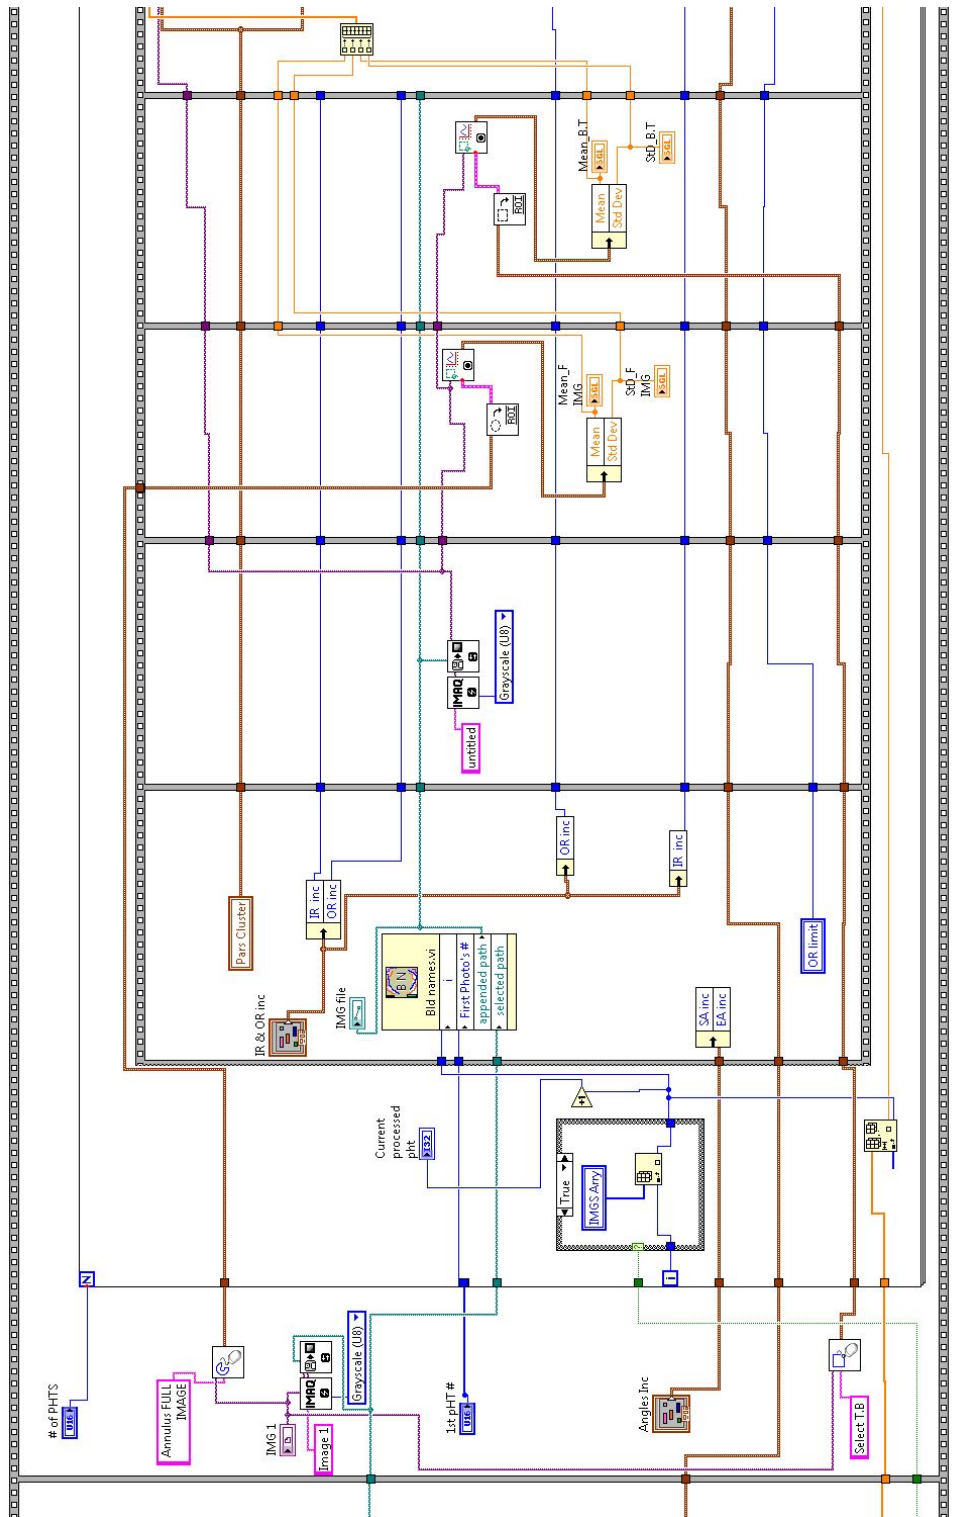 # of PHTS
U16
N
Annulus FULL
IMAGE
IMG 1
Image 1
IMAQ
Grayscale (U8)
1st pHT #
U16
Angles Inc
Select T.B
Current
processed
pht
I32
+1
True
IMGS Arry
i
?
IR & OR inc
Pars Cluster
IR inc
OR inc
IMG file
BN
Bld names.vi
i
First Photo's #
appended path
selected path
OR inc
IR inc
SA inc
EA inc
OR limit
untitled
IMAQ
Grayscale (U8)
ROI
Mean_F
IMG
SGL
Mean
Std Dev
StD_F
IMG
SGL
ROI
Mean_B.T
SGL
Mean
Std Dev
StD_B.T
SGL